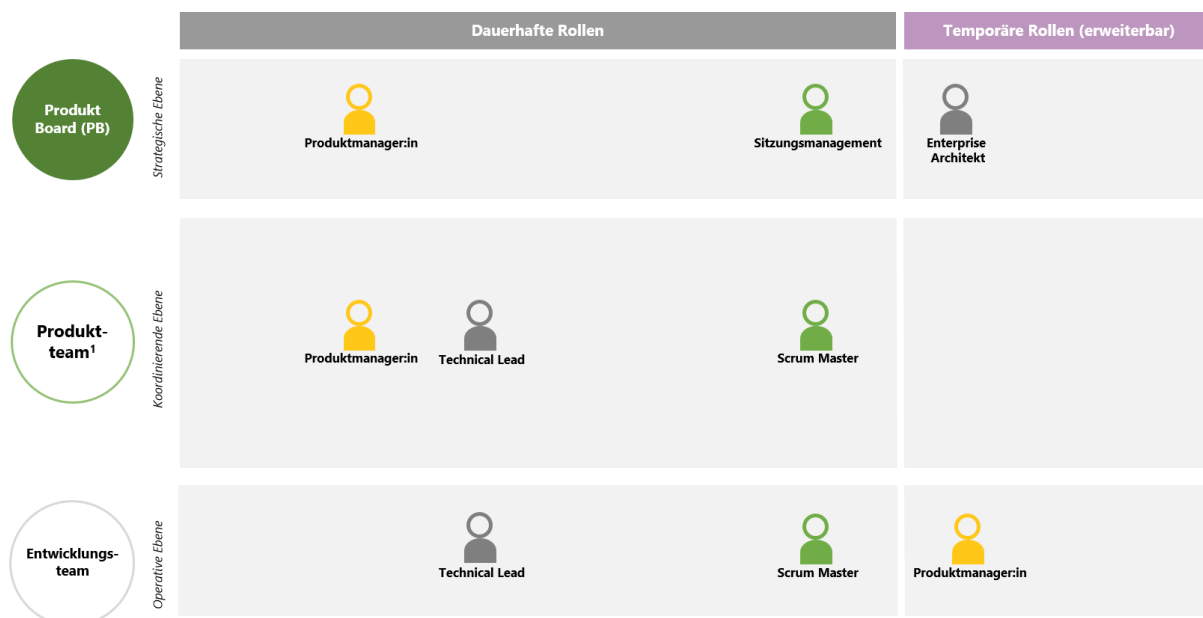 Dauerhafte Rollen
Temporäre Rollen (erweiterbar)
Produkt
Board (PB)
Strategische Ebene
Produktmanager:in
Sitzungsmanagement
Enterprise
Architekt
Produkt-
team¹
Koordinierende Ebene
Produktmanager:in
Technical Lead
Scrum Master
Entwicklungs-
team
Operative Ebene
Technical Lead
Scrum Master
Produktmanager:in